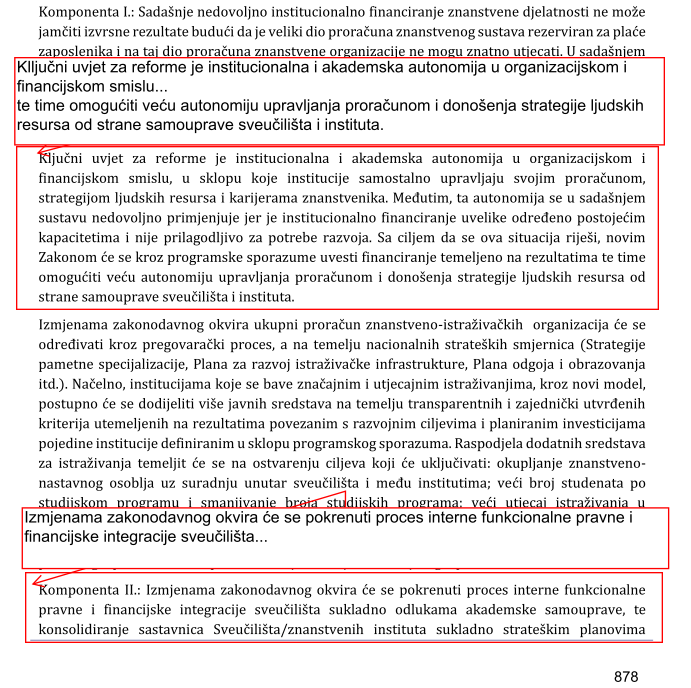 Komponenta I.: Sadašnje nedovoljno institucionalno financiranje znanstvene djelatnosti ne može
jamčiti izvrsne rezultate budući da je veliki dio proračuna znanstvenog sustava rezerviran za plaće
zaposlenika i na taj dio proračuna znanstvene organizacije ne mogu znatno utjecati. U sadašnjem
Kllјučni uvjet za reforme je institucionalna i akademska autonomija u organizacijskom i
financijskom smislu...
te time omogućiti veću autonomiju upravljanja proračunom i donošenja strategije ljudskih
resursa od strane samouprave sveučilišta i instituta.
Ključni uvjet za reforme je institucionalna i akademska autonomija u organizacijskom i
financijskom smislu, u sklopu koje institucije samostalno upravljaju svojim proračunom,
strategijom ljudskih resursa i karijerama znanstvenika. Međutim, ta autonomija se u sadašnjem
sustavu nedovoljno primjenjuje jer je institucionalno financiranje uvelike određeno postojećim
kapacitetima i nije prilagodljivo za potrebe razvoja. Sa ciljem da se ova situacija riješi, novim
Zakonom će se kroz programske sporazume uvesti financiranje temeljeno na rezultatima te time
omogućiti veću autonomiju upravljanja proračunom i donošenja strategije ljudskih resursa od
strane samouprave sveučilišta i instituta.
Izmjenama zakonodavnog okvira ukupni proračun znanstveno-istraživačkih organizacija će se
određivati kroz pregovarački proces, a na temelju nacionalnih strateških smjernica (Strategije
pametne specijalizacije, Plana za razvoj istraživačke infrastrukture, Plana odgoja i obrazovanja
itd.). Načelno, institucijama koje se bave značajnim i utjecajnim istraživanjima, kroz novi model,
postupno će se dodijeliti više javnih sredstava na temelju transparentnih i zajednički utvrđenih
kriterija utemeljenih na rezultatima povezanim s razvojnim ciljevima i planiranim investicijama
pojedine institucije definiranim u sklopu programskog sporazuma. Raspodjela dodatnih sredstava
za istraživanja temeljit će se na ostvarenju ciljeva koji će uključivati: okupljanje znanstveno-
nastavnog osoblja uz suradnju unutar sveučilišta i među institutima; veći broj studenata po
studijskom programu i smanjivanje broja studijskih programa; veći utjecaj istraživanja u
Izmjenama zakonodavnog okvira će se pokrenuti proces interne funkcionalne pravne i
financijske integracije sveučilišta...
Komponenta II.: Izmjenama zakonodavnog okvira će se pokrenuti proces interne funkcionalne
pravne i financijske integracije sveučilišta sukladno odlukama akademske samouprave, te
konsolidiranje sastavnica Sveučilišta/znanstvenih instituta sukladno strateškim planovima
878